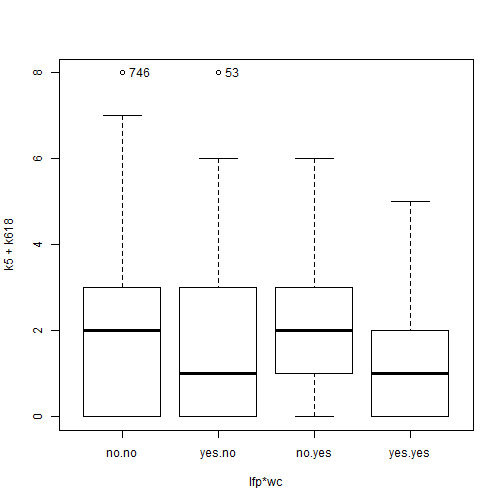 8
746
53
6
4
2
0
k5 + k618
no.no
yes.no
no.yes
yes.yes
lfp*wc